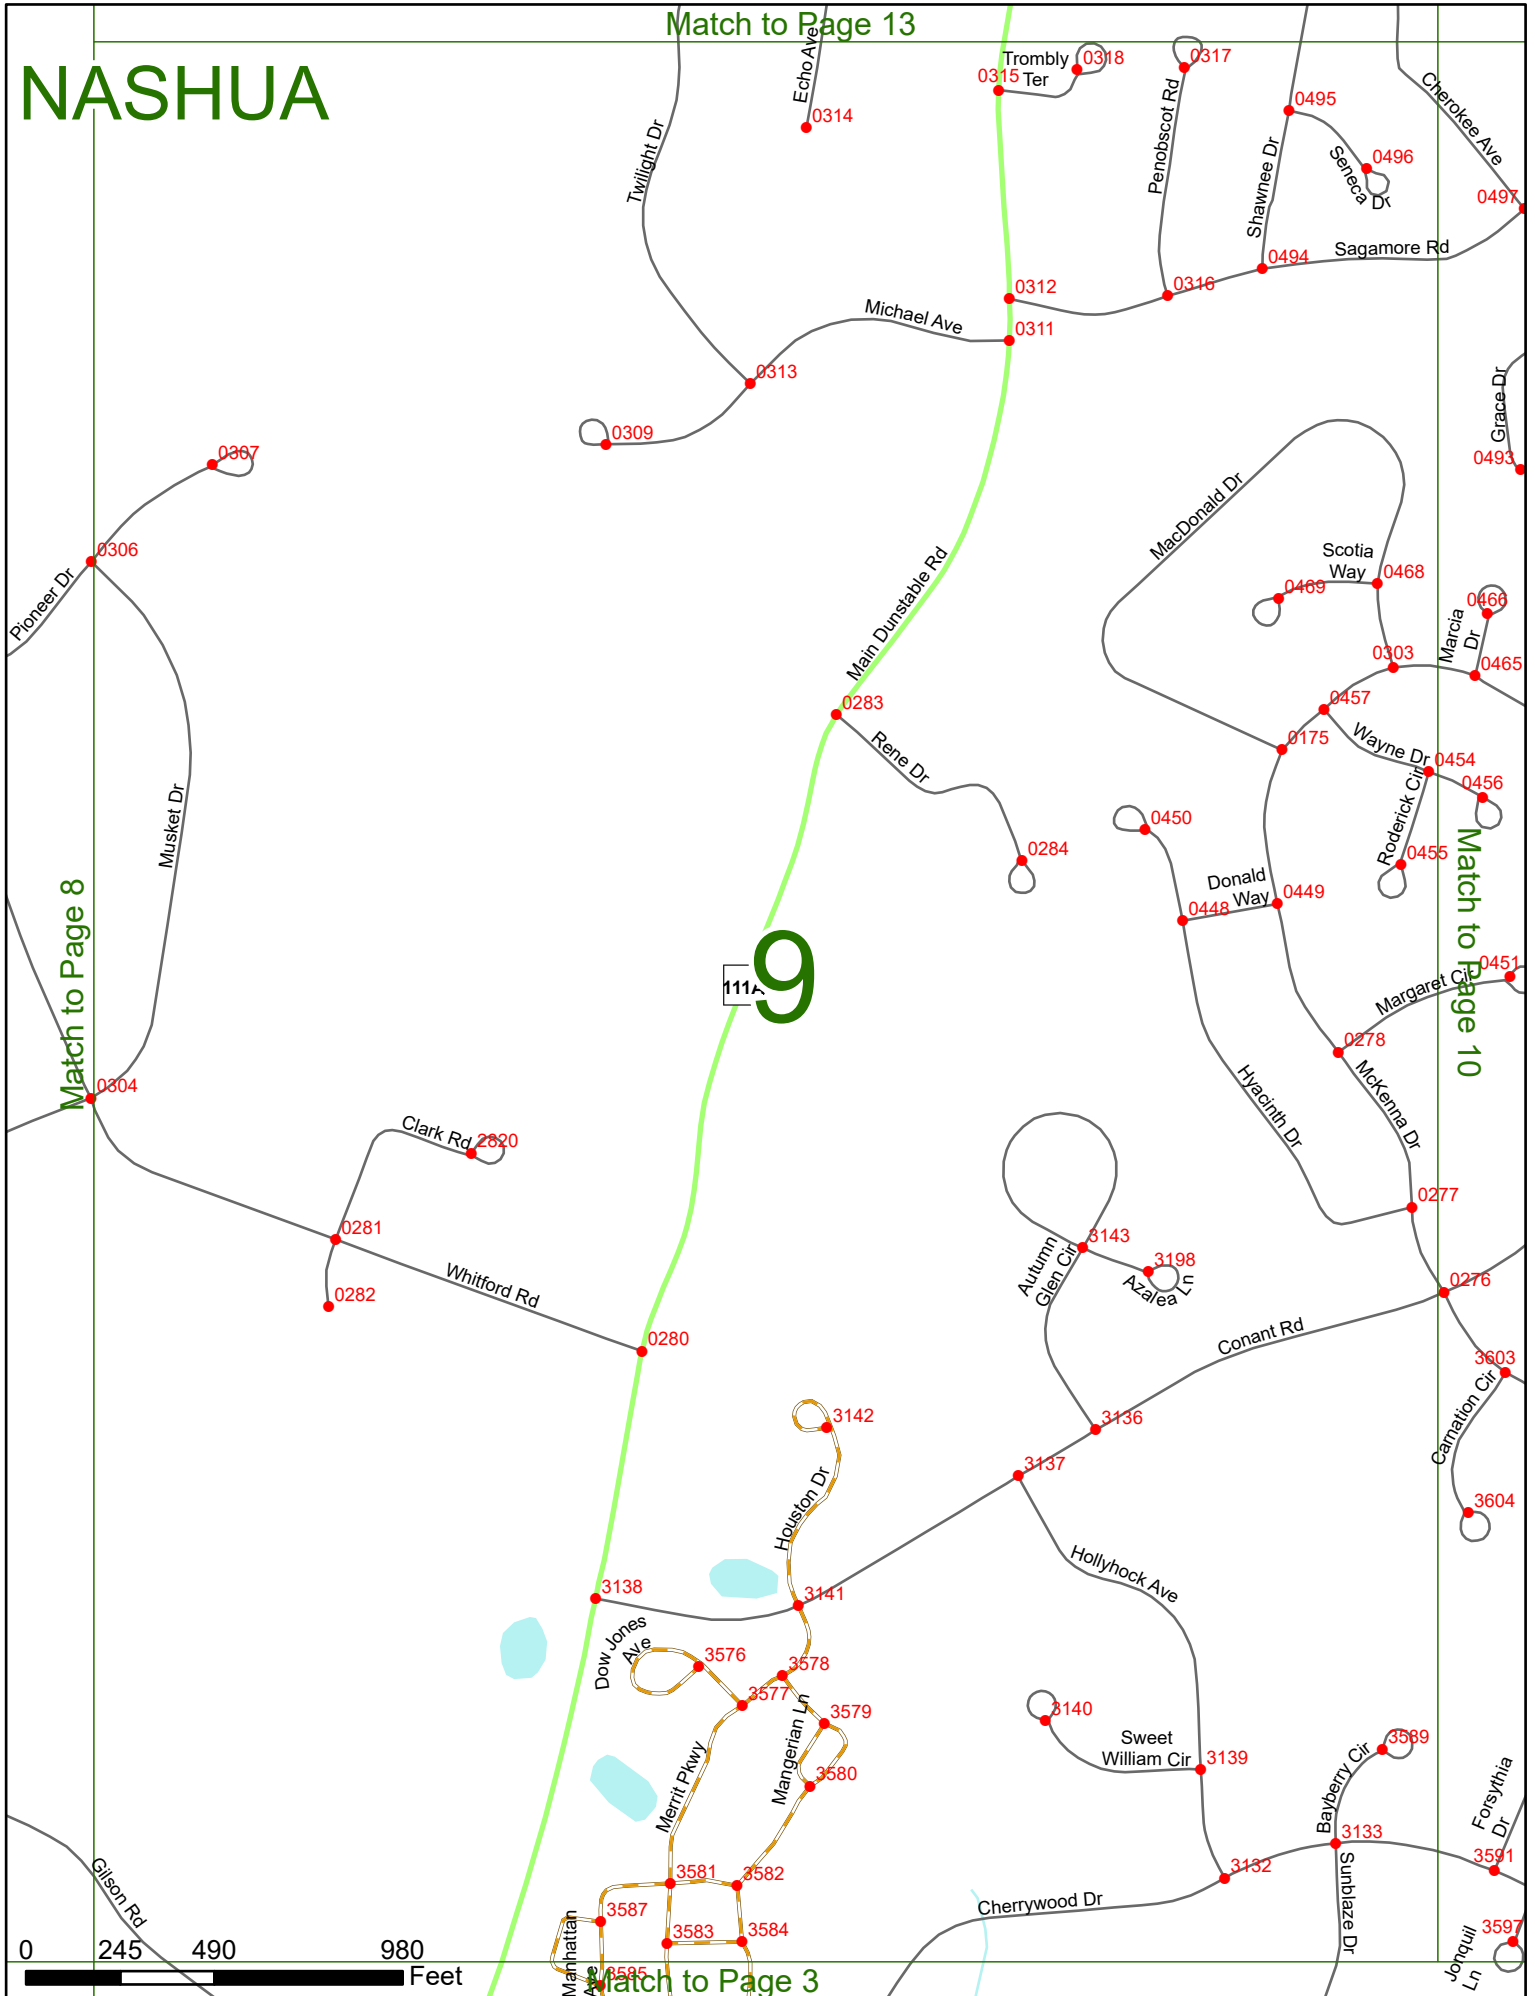 Match to Page 13
NASHUA
Echo Ave
0314
Trombly
Ter
0315
0318
0317
Penobscot Rd
0495
Cherokee Ave
Seneca Dr
0496
0497
Shawnee Dr
Twilight Dr
Sagamore Rd
0494
0316
0312
Michael Ave
0311
0313
0309
0307
Grace Dr
0493
MacDonald Dr
0306
Pioneer Dr
Main Dunstable Rd
Scotia
Way
0468
0469
0466
Marcia
Dr
0303
0465
0457
0283
Rene Dr
0175
Wayne Dr
0454
0456
Roderick Cir
0455
Musket Dr
0450
0284
Donald
Way
0449
0448
Match to Page 8
Match to Page 10
9
111A
0451
Margaret Cir
0278
McKenna Dr
Hyacinth Dr
0304
Clark Rd
2820
0277
0281
Autumn
Glen Cir
3143
3198
Azalea Ln
0276
0282
Whitford Rd
0280
Conant Rd
3603
Carnation Cir
3142
3136
3137
Houston Dr
3604
Hollyhock Ave
3138
3141
Dow Jones
Ave
3576
3578
3577
3579
Mangerian Ln
3140
Sweet
William Cir
3139
3589
Bayberry Cir
Merrit Pkwy
3580
Forsythia
Dr
3133
3591
3132
Gilson Rd
3581
3582
Cherrywood Dr
Sunblaze Dr
3587
3583
3584
3597
Jonquil
Ln
Manhattan
Ave
3585
0 245 490 980
Feet
Match to Page 3